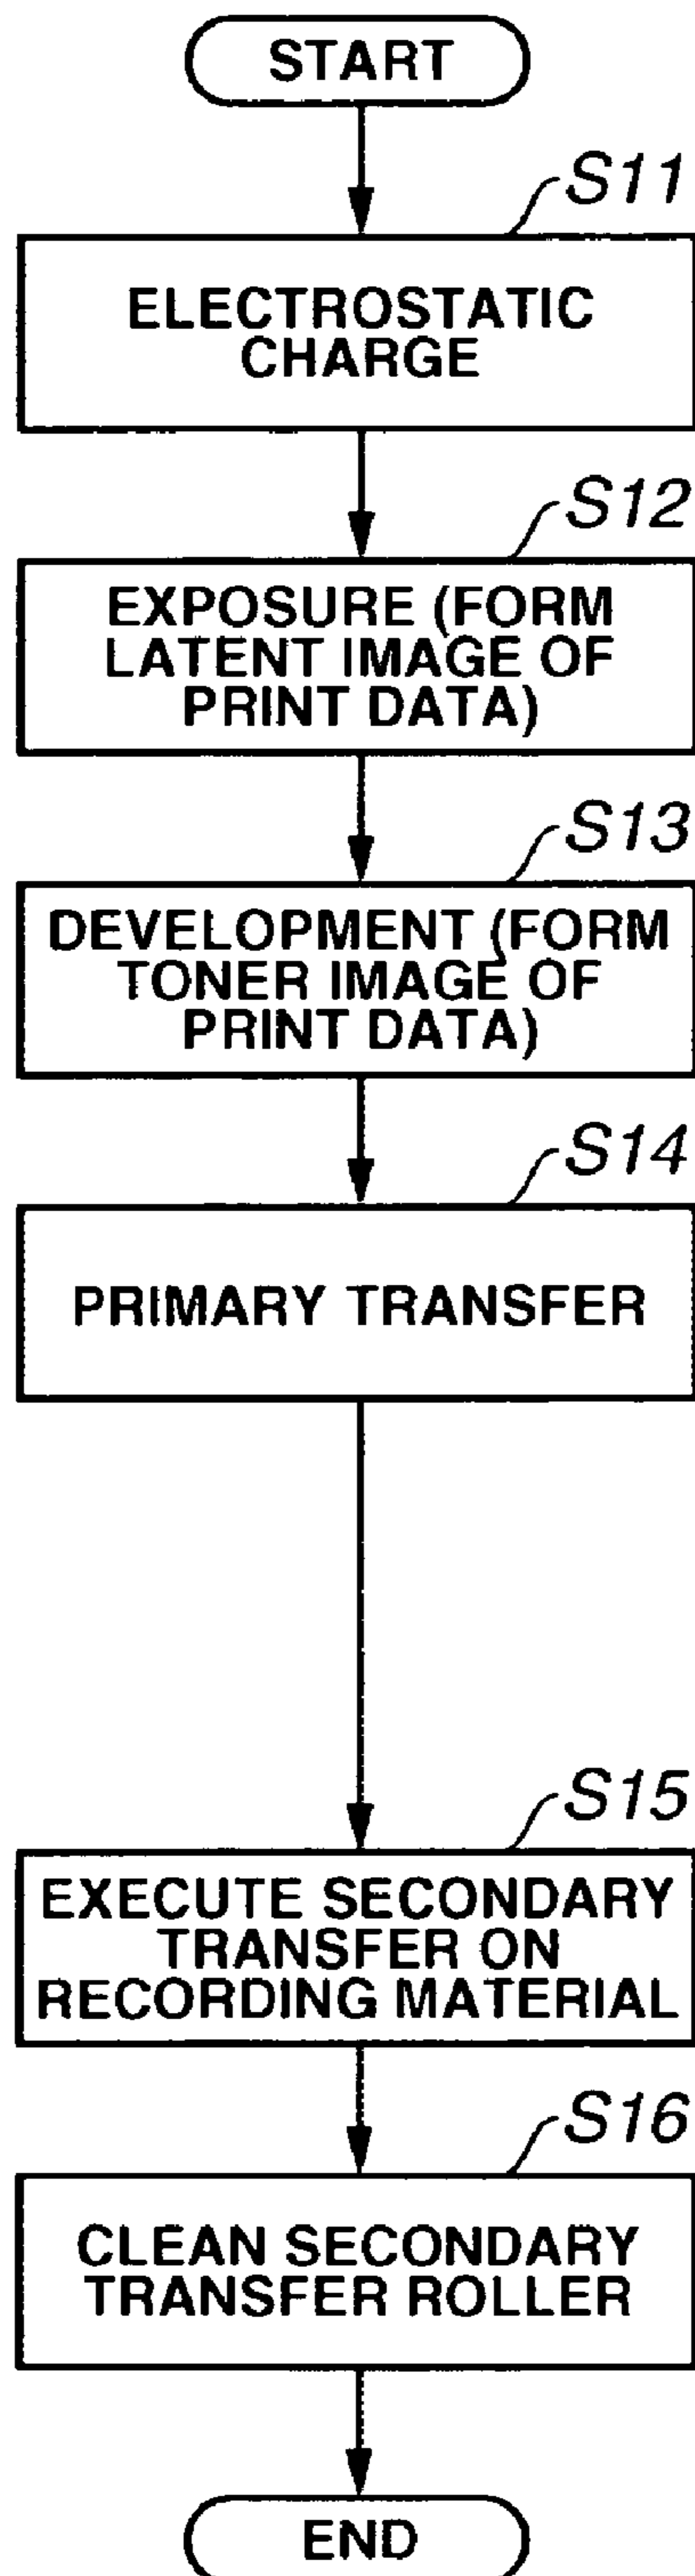 START
S11
ELECTROSTATIC
CHARGE
S12
EXPOSURE (FORM
LATENT IMAGE OF
PRINT DATA)
S13
DEVELOPMENT (FORM
TONER IMAGE OF
PRINT DATA)
S14
PRIMARY TRANSFER
S15
EXECUTE SECONDARY
TRANSFER ON
RECORDING MATERIAL
S16
CLEAN SECONDARY
TRANSFER ROLLER
END